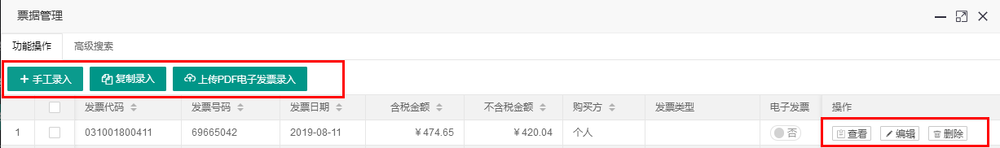 票据管理
功能操作 高级搜索
手工录入 复制录入 上传PDF电子发票录入
发票代码 发票号码 发票日期 含税金额 不含税金额 购买方 发票类型 电子发票 操作
1 031001800411 69665042 2019-08-11 ￥474.65 ￥420.04 个人 否 查看 编辑 删除